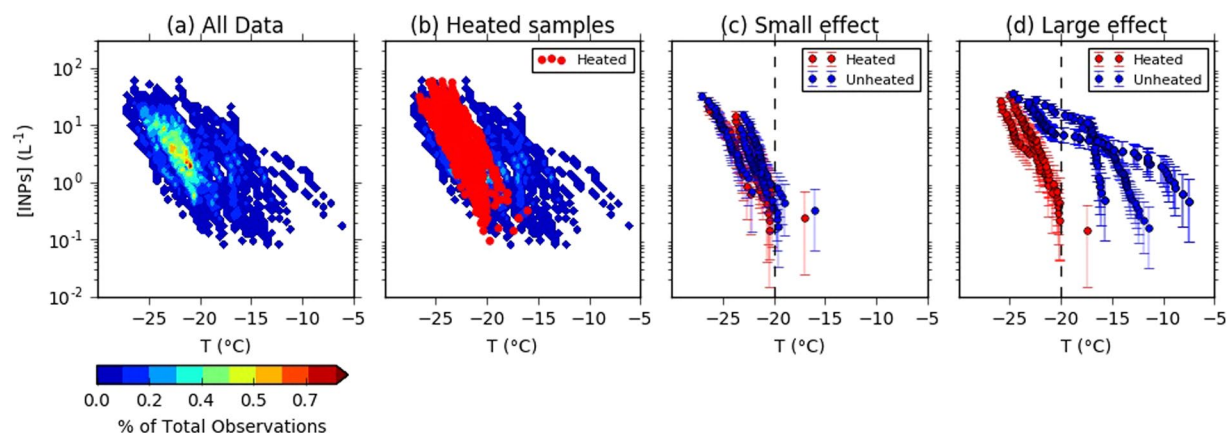 (a) All Data
(b) Heated samples
(c) Small effect
(d) Large effect
Heated
Heated
Unheated
Heated
Unheated
[INPs] (L⁻¹)
10²
10¹
10⁰
10⁻¹
10⁻²
−25 −20 −15 −10 −5
−25 −20 −15 −10 −5
−25 −20 −15 −10 −5
−25 −20 −15 −10 −5
T (°C)
T (°C)
T (°C)
T (°C)
0.0 0.2 0.4 0.5 0.7
% of Total Observations